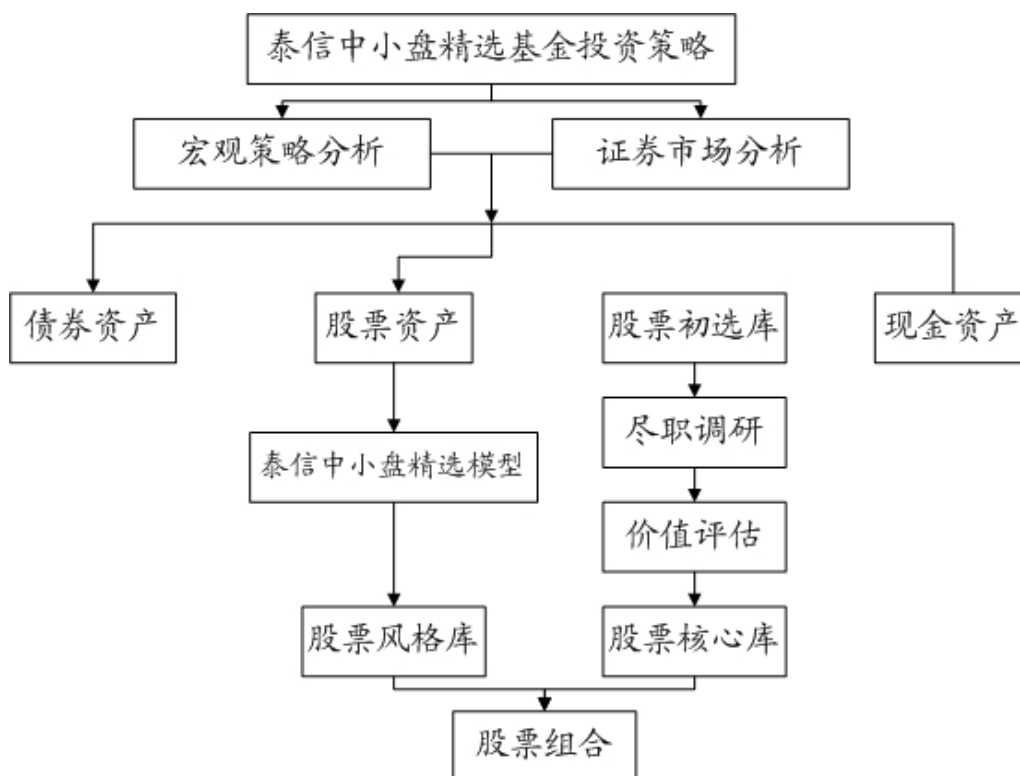 泰信中小盘精选基金投资策略
宏观策略分析
证券市场分析
债券资产
股票资产
股票初选库
现金资产
尽职调研
泰信中小盘精选模型
价值评估
股票风格库
股票核心库
股票组合